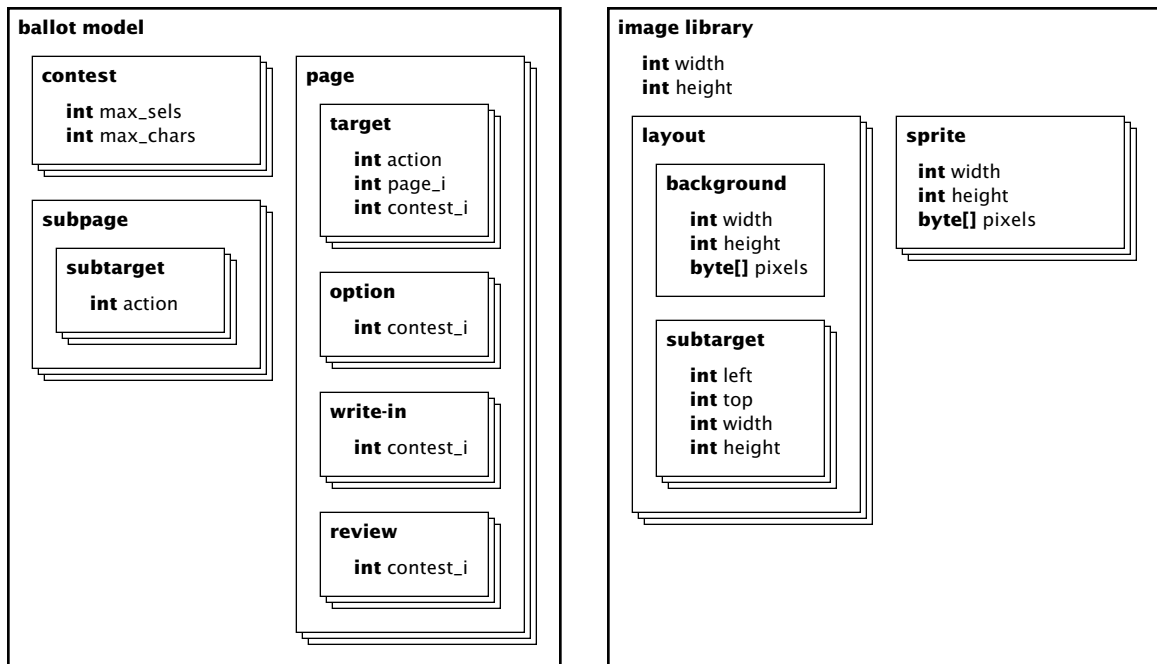 ballot model
contest
int max_sels
int max_chars
subpage
subtarget
int action
page
target
int action
int page_i
int contest_i
option
int contest_i
write-in
int contest_i
review
int contest_i
image library
int width
int height
layout
background
int width
int height
byte[] pixels
subtarget
int left
int top
int width
int height
sprite
int width
int height
byte[] pixels